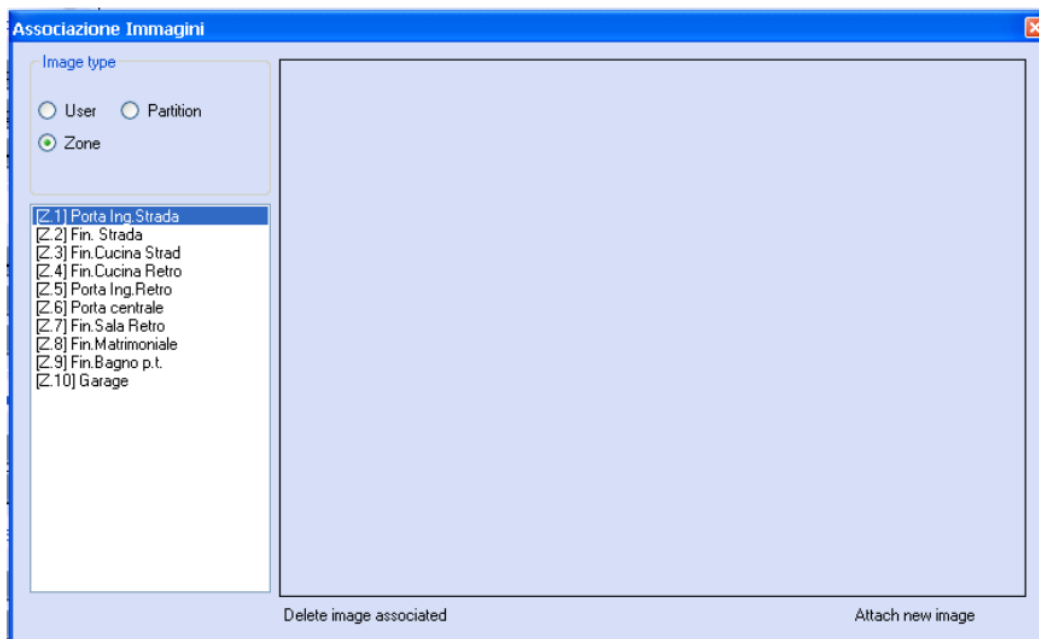 Associazione Immagini
Image type
User Partition
Zone
[Z.1] Porta Ing.Strada
[Z.2] Fin. Strada
[Z.3] Fin.Cucina Strad
[Z.4] Fin.Cucina Retro
[Z.5] Porta Ing.Retro
[Z.6] Porta centrale
[Z.7] Fin.Sala Retro
[Z.8] Fin.Matrimoniale
[Z.9] Fin.Bagno p.t.
[Z.10] Garage
Delete image associated Attach new image